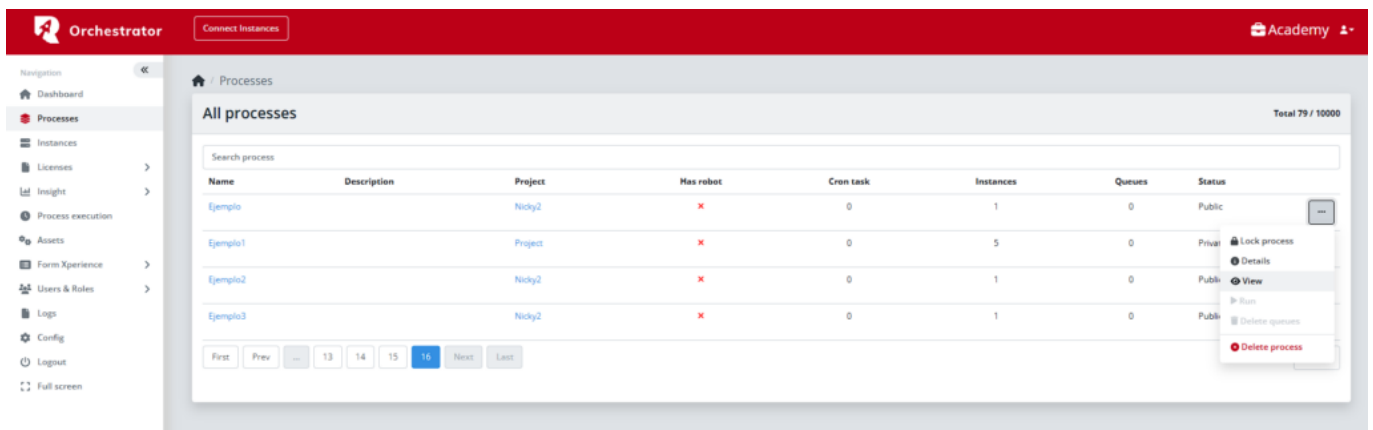 Orchestrator
Connect Instances
Academy
Navigation
Dashboard
Processes
Instances
Licenses
Insight
Process execution
Assets
Form Xperience
Users & Roles
Logs
Config
Logout
Full screen
/ Processes
All processes
Total 79 / 10000
Search process
Name Description Project Has robot Cron task Instances Queues Status
Ejemplo Nicky2 0 1 0 Public ...
Ejemplo1 Project 0 5 0
Ejemplo2 Nicky2 0 1 0
Ejemplo3 Nicky2 0 1 0
Lock process
Details
View
Run
Delete queues
Delete process
First Prev ... 13 14 15 16 Next Last